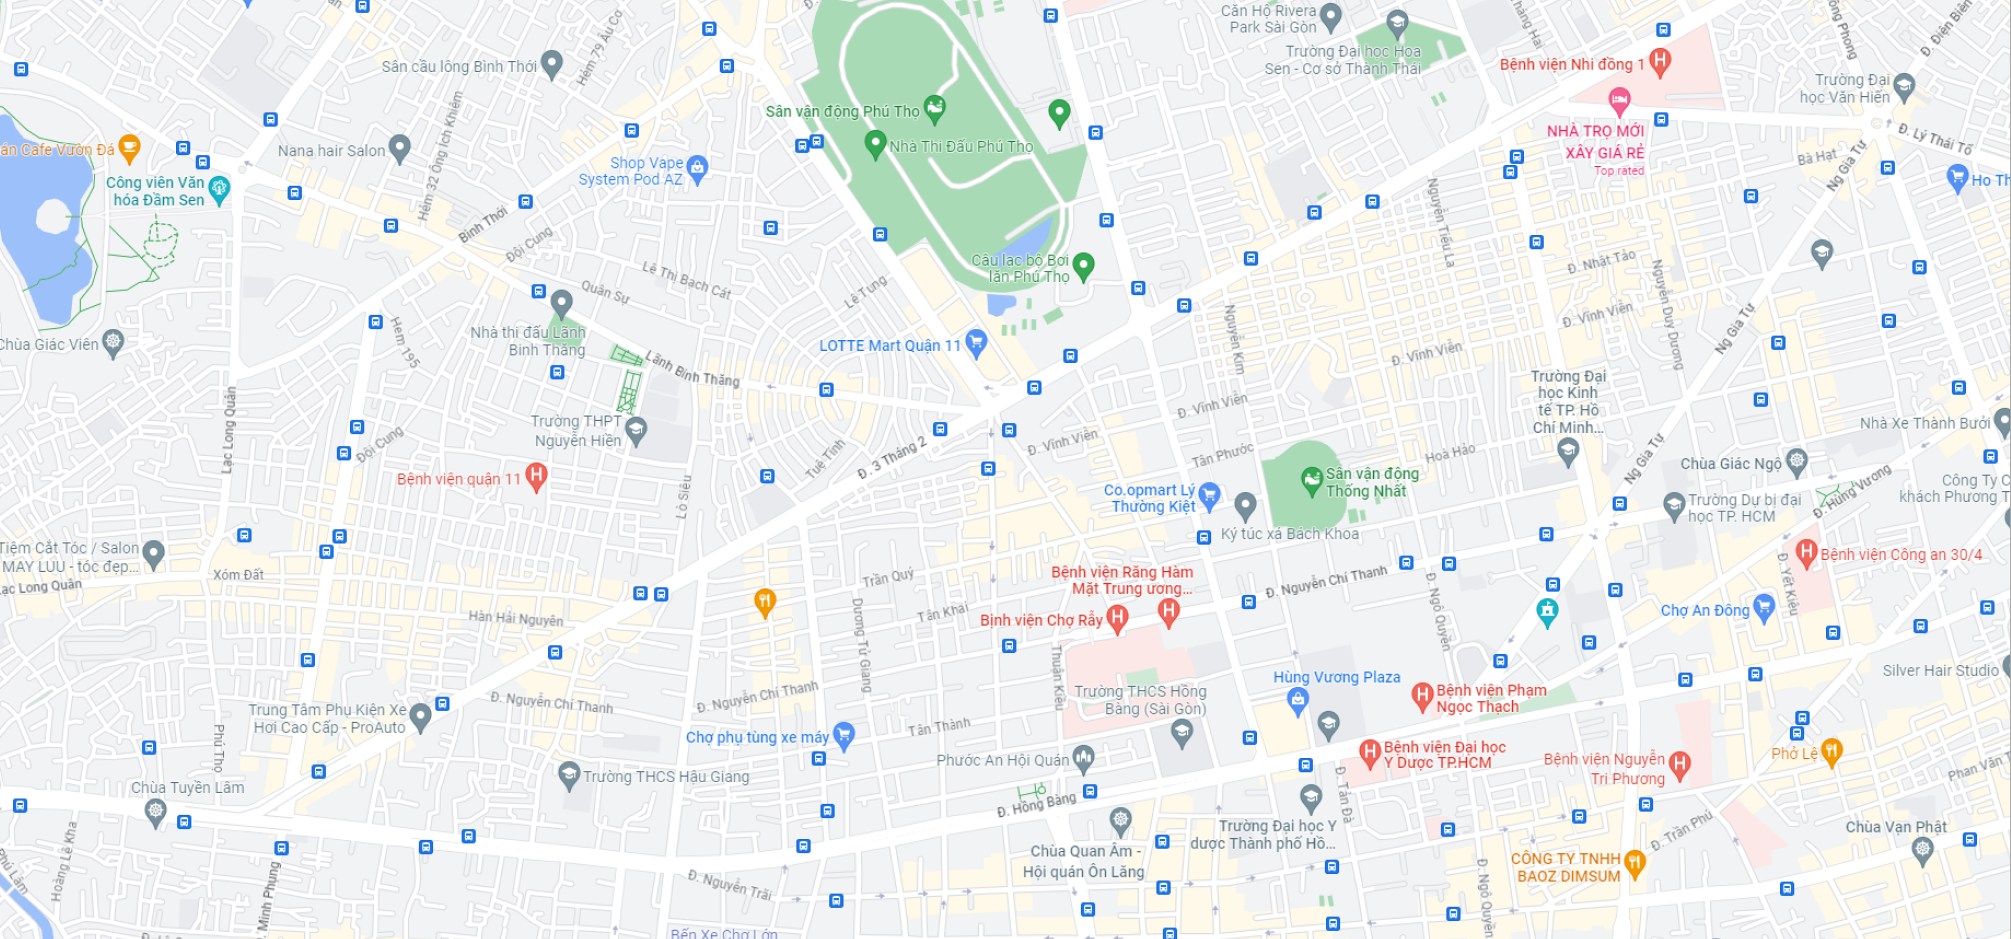 Căn Hộ Rivera
Park Sài Gòn
Trường Đại học Hoa
Sen - Cơ sở Thành Thái
Hẻm 79 Âu Cơ
Đ. Điện Biên
Sân cầu lông Bình Thới
Bệnh viện Nhi đồng 1
Trường Đại
học Văn Hiến
Sân vận động Phú Thọ
Nhà Thi Đấu Phú Thọ
NHÀ TRỌ MỚI
XÂY GIÁ RẺ
Top rated
Đ. Lý Thái Tổ
Bà Hạt
Ng Gia Tự
Hẻm 32 Ông Ích Khiêm
Nana hair Salon
Cafe Vườn Đá
Công viên Văn
hóa Đầm Sen
Shop Vape
System Pod AZ
Ho Th
Bình Thới
Đội Cung
Nguyễn Tiểu La
Đ. Nhật Tảo
Nguyễn Duy Dương
Lê Thị Bạch Cát
Quân Sự
Lê Tung
Câu lạc bộ Bơi
lặn Phú Thọ
Nguyễn Kim
Đ. Vĩnh Viễn
Ng Gia Tự
Nhà thi đấu Lãnh
Binh Thăng
Hẻm 195
Chùa Giác Viên
Lãnh Binh Thăng
LOTTE Mart Quận 11
Đ. Vĩnh Viễn
Trường Đại
học Kinh
tế TP. Hồ
Chí Minh...
Lạc Long Quân
Trường THPT
Nguyễn Hiền
Đội Cung
Tuệ Tĩnh
Đ. 3 Tháng 2
Đ. Vĩnh Viễn
Đ. Vĩnh Viễn
Tân Phước
Hoà Hảo
Ng Gia Tự
Nhà Xe Thành Bưởi
Bệnh viện quận 11
Lò Siêu
Sân vận động
Thống Nhất
Chùa Giác Ngộ
Co.opmart Lý
Thường Kiệt
Ký túc xá Bách Khoa
Trường Dự bị đại
học TP. HCM
Đ. Hùng Vương
Công Ty C
khách Phương T
Tiệm Cắt Tóc / Salon
MAY LUU - tóc đẹp...
Xóm Đất
Lạc Long Quân
Trần Quý
Tân Khai
Bệnh viện Răng Hàm
Mặt Trung ương...
Bịnh viện Chợ Rẫy
Đ. Nguyễn Chí Thanh
Đ. Ngô Quyền
Bệnh viện Công an 30/4
Đ. Yết Kiêu
Chợ An Đông
Hàn Hải Nguyên
Dương Tử Giang
Thuận Kiều
Silver Hair Studio
Hùng Vương Plaza
Bệnh viện Phạm
Ngọc Thạch
Trường THCS Hồng
Bàng (Sài Gòn)
Đ. Nguyễn Chí Thanh
Đ. Nguyễn Chí Thanh
Trung Tâm Phụ Kiện Xe
Hơi Cao Cấp - ProAuto
Phú Thọ
Chợ phụ tùng xe máy
Tân Thành
Phước An Hội Quán
Bệnh viện Đại học
Y Dược TP.HCM
Bệnh viện Nguyễn
Tri Phương
Phở Lệ
Phan Văn T
Trường THCS Hậu Giang
Chùa Tuyền Lâm
Đ. Hồng Bàng
Đ. Tản Đà
Trường Đại học Y
dược Thành phố Hồ...
Đ. Trần Phú
Chùa Vạn Phật
Hoàng Lê Kha
Phú Lâm
Minh Phụng
Chùa Quan Âm -
Hội quán Ôn Lăng
CÔNG TY TNHH
BAOZ DIMSUM
Đ. Nguyễn Trãi
Đ. Ngô Quyền
Bến Xe Chợ Lớn